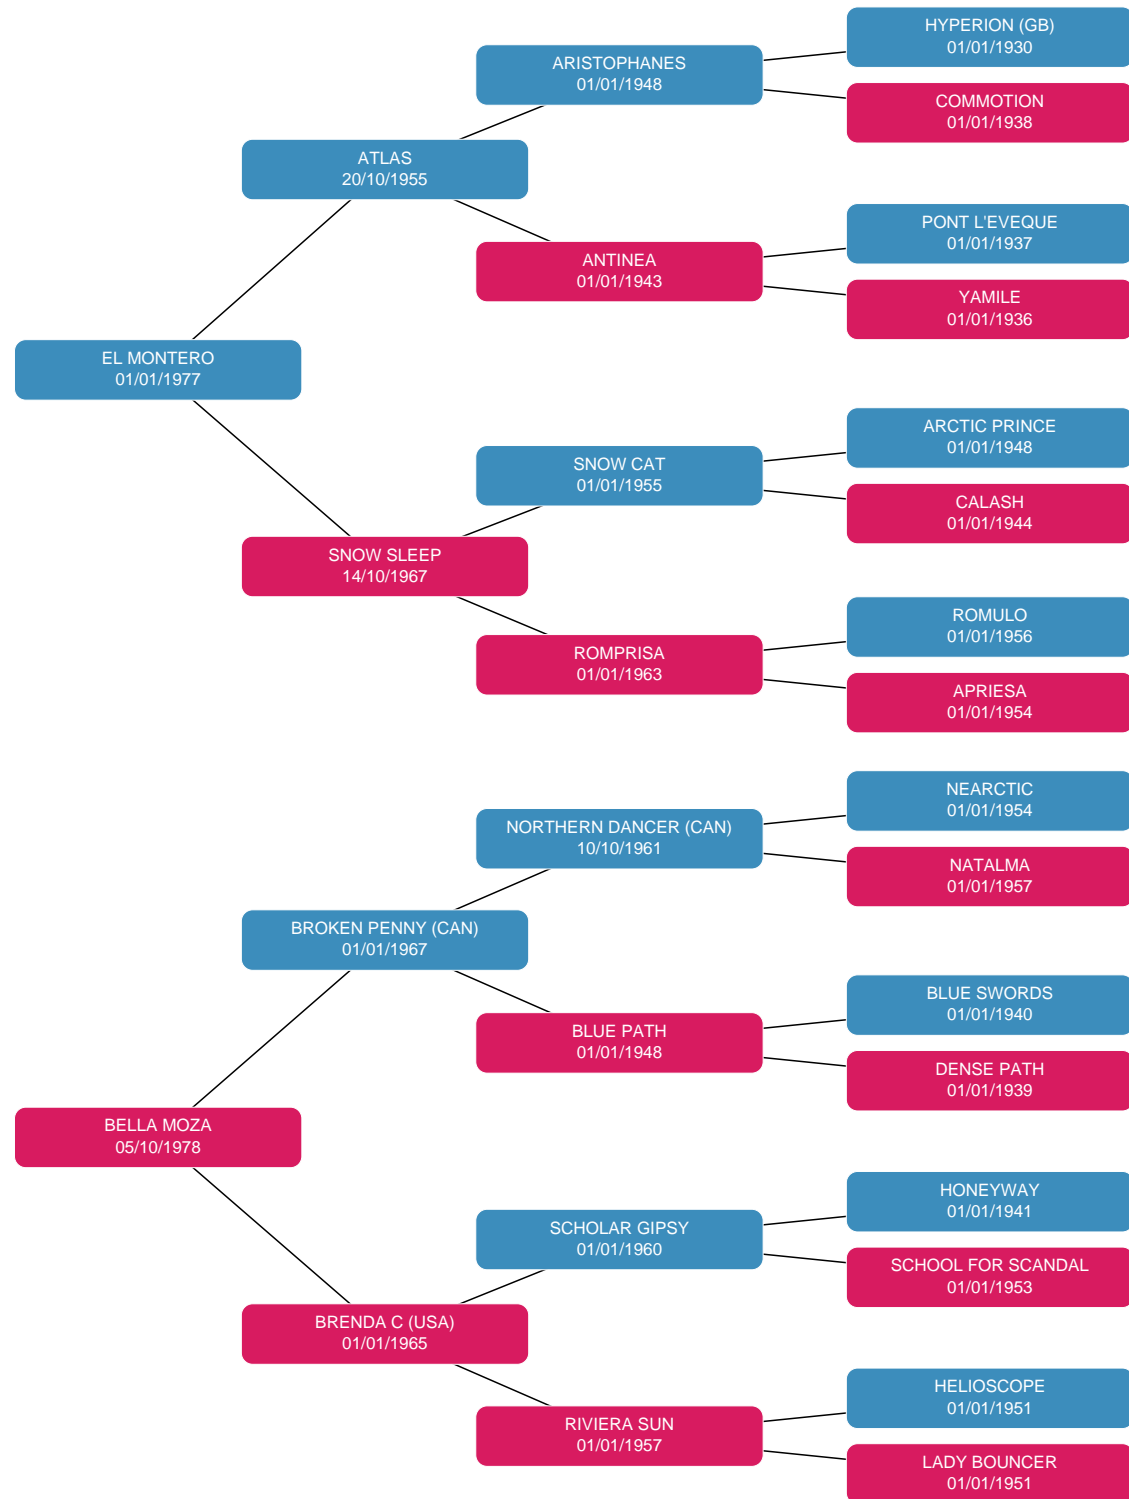 HYPERION (GB)
01/01/1930
ARISTOPHANES
01/01/1948
COMMOTION
01/01/1938
ATLAS
20/10/1955
PONT L'EVEQUE
01/01/1937
ANTINEA
01/01/1943
YAMILE
01/01/1936
EL MONTERO
01/01/1977
ARCTIC PRINCE
01/01/1948
SNOW CAT
01/01/1955
CALASH
01/01/1944
SNOW SLEEP
14/10/1967
ROMULO
01/01/1956
ROMPRISA
01/01/1963
APRIESA
01/01/1954
NEARCTIC
01/01/1954
NORTHERN DANCER (CAN)
10/10/1961
NATALMA
01/01/1957
BROKEN PENNY (CAN)
01/01/1967
BLUE SWORDS
01/01/1940
BLUE PATH
01/01/1948
DENSE PATH
01/01/1939
BELLA MOZA
05/10/1978
HONEYWAY
01/01/1941
SCHOLAR GIPSY
01/01/1960
SCHOOL FOR SCANDAL
01/01/1953
BRENDA C (USA)
01/01/1965
HELIOSCOPE
01/01/1951
RIVIERA SUN
01/01/1957
LADY BOUNCER
01/01/1951